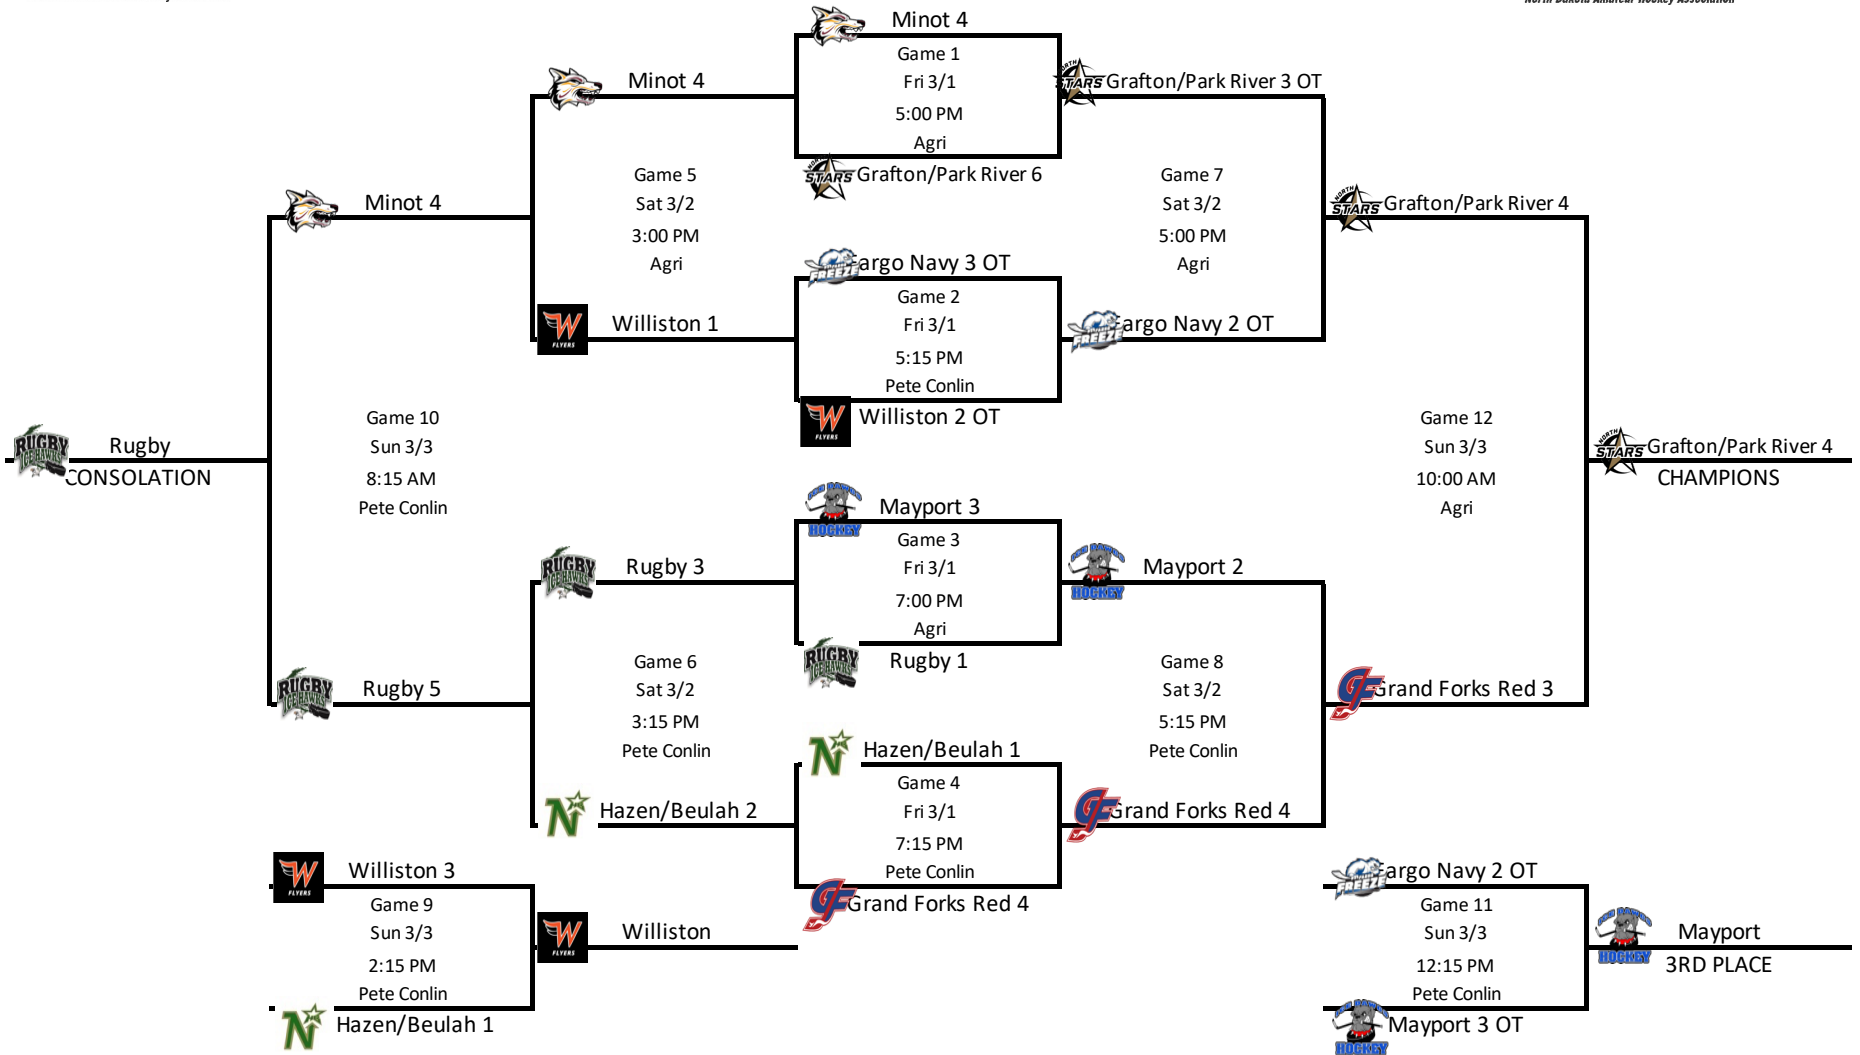 North Dakota Amateur Hockey Association
Minot 4
Game 1
Fri 3/1
5:00 PM
Agri
Grafton/Park River 6
Minot 4
Game 5
Sat 3/2
3:00 PM
Agri
Williston 1
Fargo Navy 3 OT
Game 2
Fri 3/1
5:15 PM
Pete Conlin
Williston 2 OT
Grafton/Park River 3 OT
Game 7
Sat 3/2
5:00 PM
Agri
Fargo Navy 2 OT
Minot 4
Game 10
Sun 3/3
8:15 AM
Pete Conlin
Rugby 5
Rugby
CONSOLATION
Grafton/Park River 4
Game 12
Sun 3/3
10:00 AM
Agri
Grand Forks Red 3
Grafton/Park River 4
CHAMPIONS
Mayport 3
Game 3
Fri 3/1
7:00 PM
Agri
Rugby 1
Rugby 3
Game 6
Sat 3/2
3:15 PM
Pete Conlin
Hazen/Beulah 2
Mayport 2
Game 8
Sat 3/2
5:15 PM
Pete Conlin
Grand Forks Red 4
Hazen/Beulah 1
Game 4
Fri 3/1
7:15 PM
Pete Conlin
Grand Forks Red 4
Williston 3
Game 9
Sun 3/3
2:15 PM
Pete Conlin
Hazen/Beulah 1
Williston
Fargo Navy 2 OT
Game 11
Sun 3/3
12:15 PM
Pete Conlin
Mayport 3 OT
Mayport
3RD PLACE